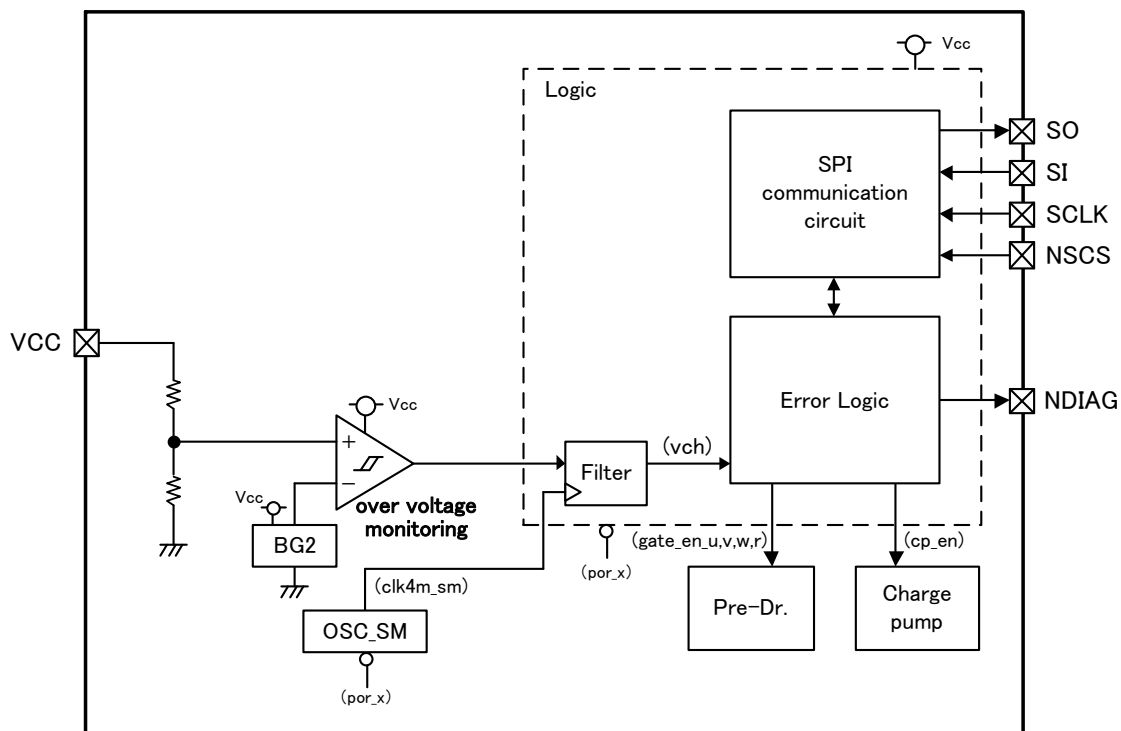 Vcc
Logic
SPI
communication
circuit
SO
SI
SCLK
NSCS
VCC
Vcc
+
−
Error Logic
NDIAG
(vch)
Filter
over voltage
monitoring
Vcc
BG2
(clk4m_sm)
OSC_SM
(por_x)
(por_x)
(gate_en_u,v,w,r)
(cp_en)
Pre-Dr.
Charge
pump